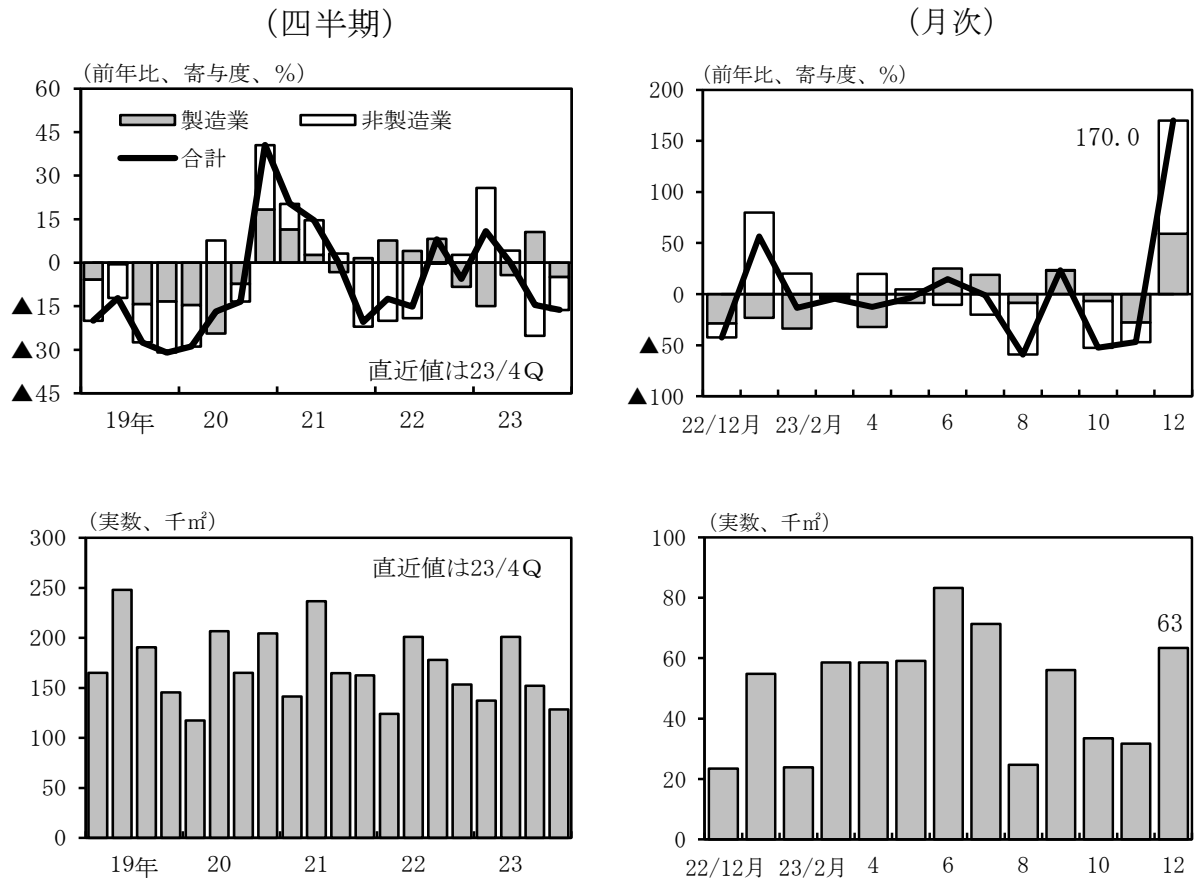 (四半期)
(月次)
(前年比、寄与度、%)
60
45
30
15
0
▲15
▲30
▲45
製造業
非製造業
合計
直近値は23/4Q
19年 20 21 22 23
(前年比、寄与度、%)
200
150
100
50
0
▲50
▲100
170.0
22/12月 23/2月 4 6 8 10 12
(実数、千㎡)
300
250
200
150
100
50
0
直近値は23/4Q
19年 20 21 22 23
(実数、千㎡)
100
80
60
40
20
0
63
22/12月 23/2月 4 6 8 10 12